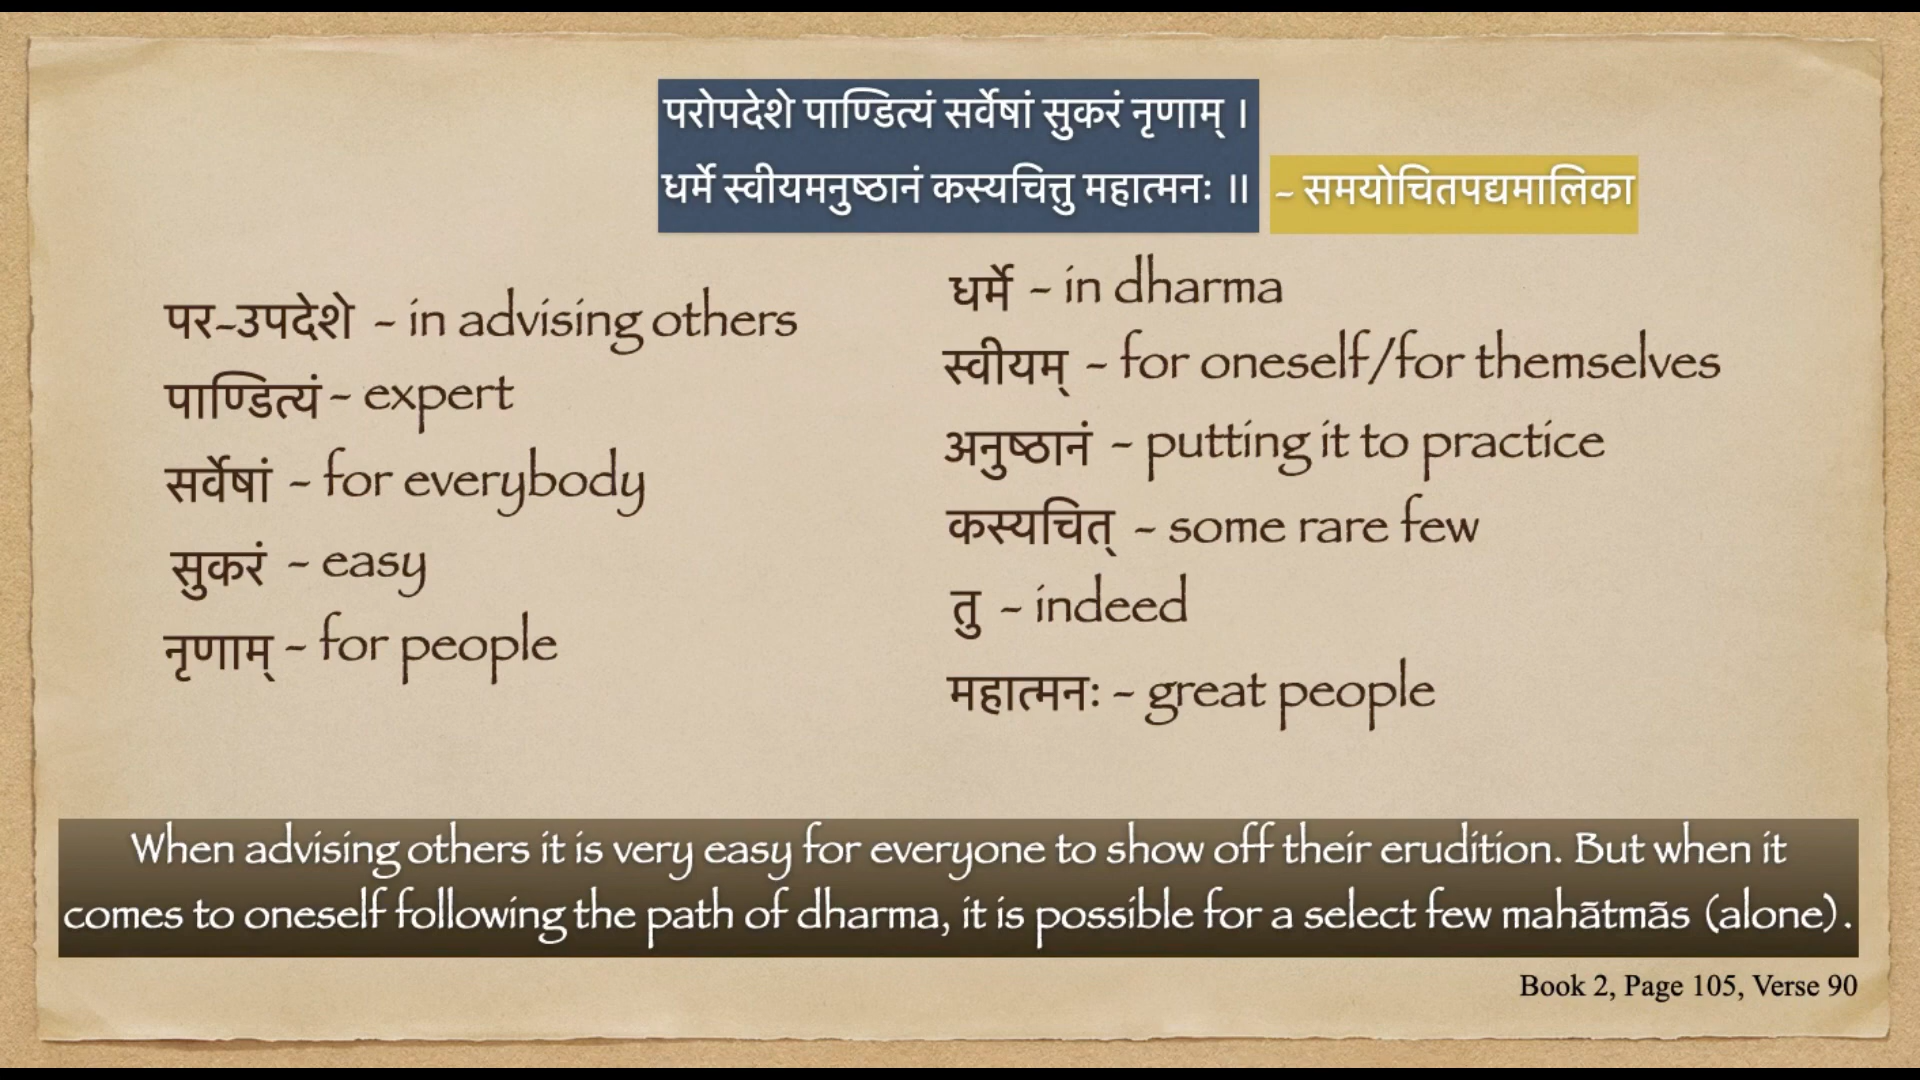 परोपदेशे पाण्डित्यं सर्वेषां सुकरं नृणाम् ।
धर्मे स्वीयमनुष्ठानं कस्यचित्तु महात्मनः ॥ - समयोचितपद्यमालिका
पर-उपदेशे - in advising others
पाण्डित्यं - expert
सर्वेषां - for everybody
सुकरं - easy
नृणाम् - for people
धर्मे - in dharma
स्वीयम् - for oneself/for themselves
अनुष्ठानं - putting it to practice
कस्यचित् - some rare few
तु - indeed
महात्मनः - great people
When advising others it is very easy for everyone to show off their erudition. But when it
comes to oneself following the path of dharma, it is possible for a select few mahãtmãs (alone).
Book 2, Page 105, Verse 90